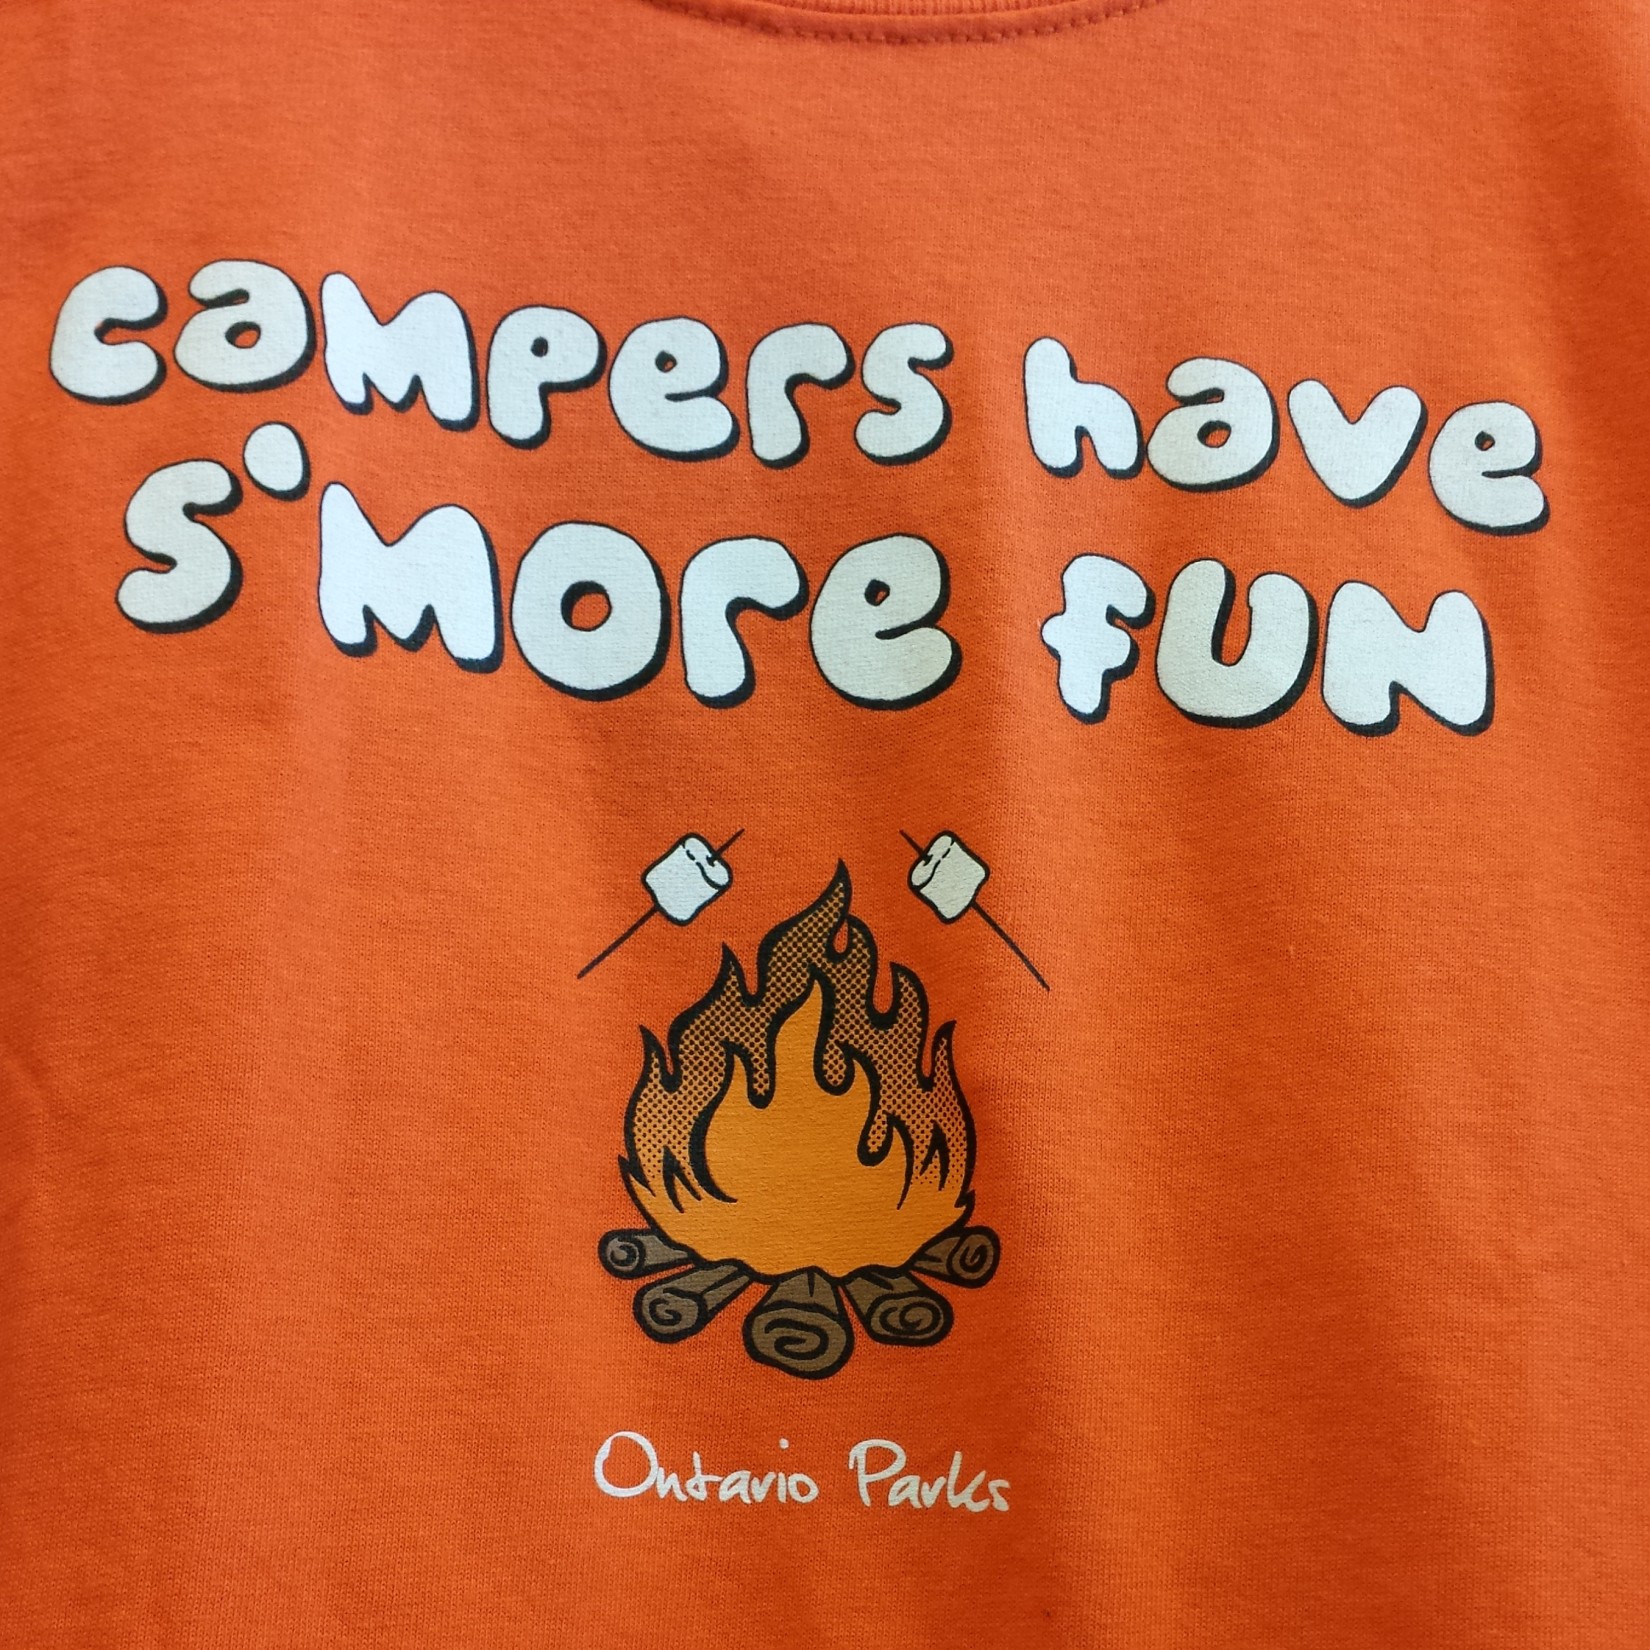 campers have
s'more fun
Ontario Parks